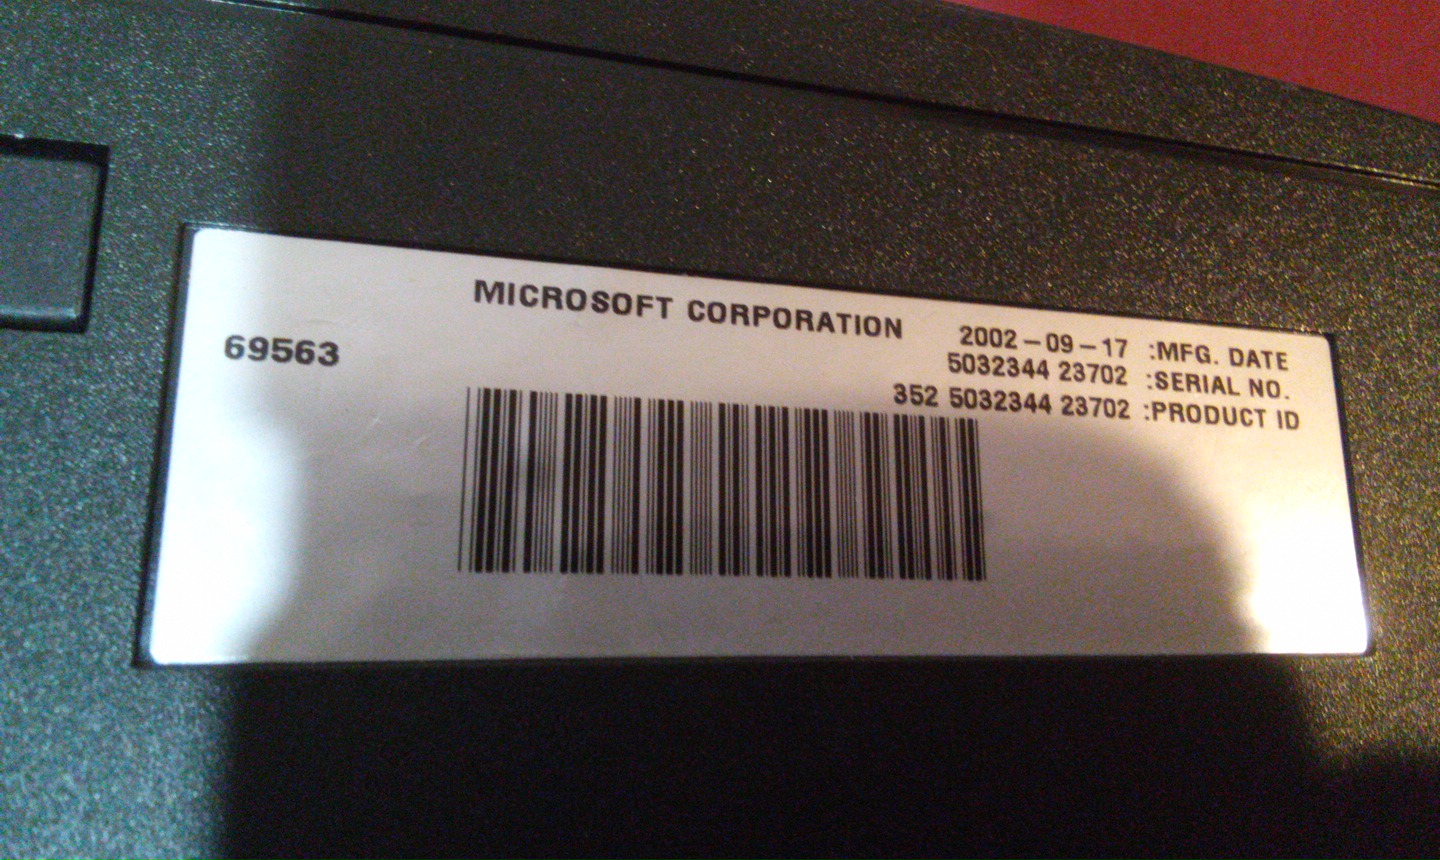 MICROSOFT CORPORATION
69563
2002-09-17 :MFG. DATE
5032344 23702 :SERIAL NO.
352 5032344 23702 :PRODUCT ID